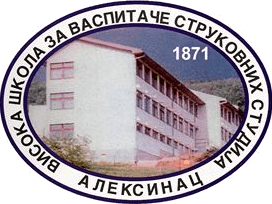 ВИСОКА ШКОЛА ЗА ВАСПИТАЧЕ СТРУКОВНИХ СТУДИЈА
1871
АЛЕКСИНАЦ